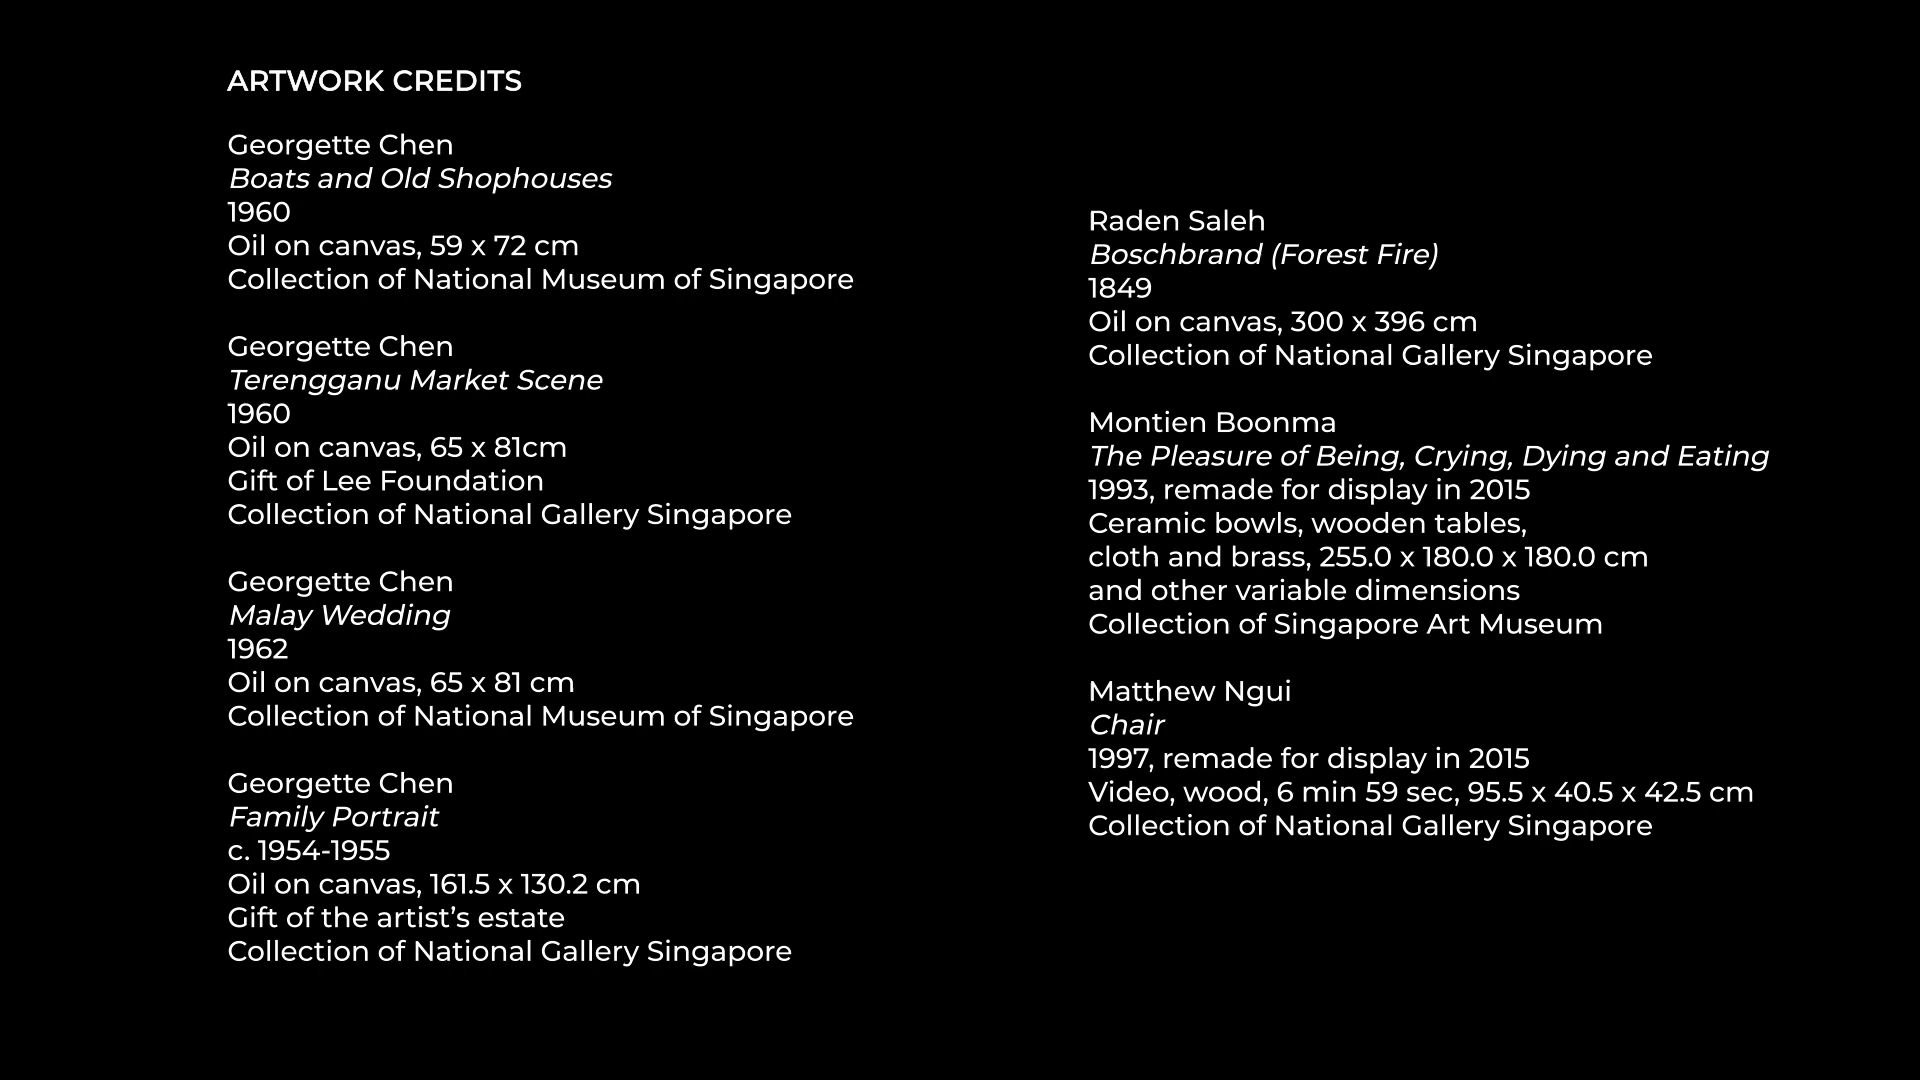 ARTWORK CREDITS
Georgette Chen
Boats and Old Shophouses
1960
Oil on canvas, 59 x 72 cm
Collection of National Museum of Singapore
Georgette Chen
Terengganu Market Scene
1960
Oil on canvas, 65 x 81cm
Gift of Lee Foundation
Collection of National Gallery Singapore
Georgette Chen
Malay Wedding
1962
Oil on canvas, 65 x 81 cm
Collection of National Museum of Singapore
Georgette Chen
Family Portrait
c. 1954-1955
Oil on canvas, 161.5 x 130.2 cm
Gift of the artist’s estate
Collection of National Gallery Singapore
Raden Saleh
Boschbrand (Forest Fire)
1849
Oil on canvas, 300 x 396 cm
Collection of National Gallery Singapore
Montien Boonma
The Pleasure of Being, Crying, Dying and Eating
1993, remade for display in 2015
Ceramic bowls, wooden tables,
cloth and brass, 255.0 x 180.0 x 180.0 cm
and other variable dimensions
Collection of Singapore Art Museum
Matthew Ngui
Chair
1997, remade for display in 2015
Video, wood, 6 min 59 sec, 95.5 x 40.5 x 42.5 cm
Collection of National Gallery Singapore